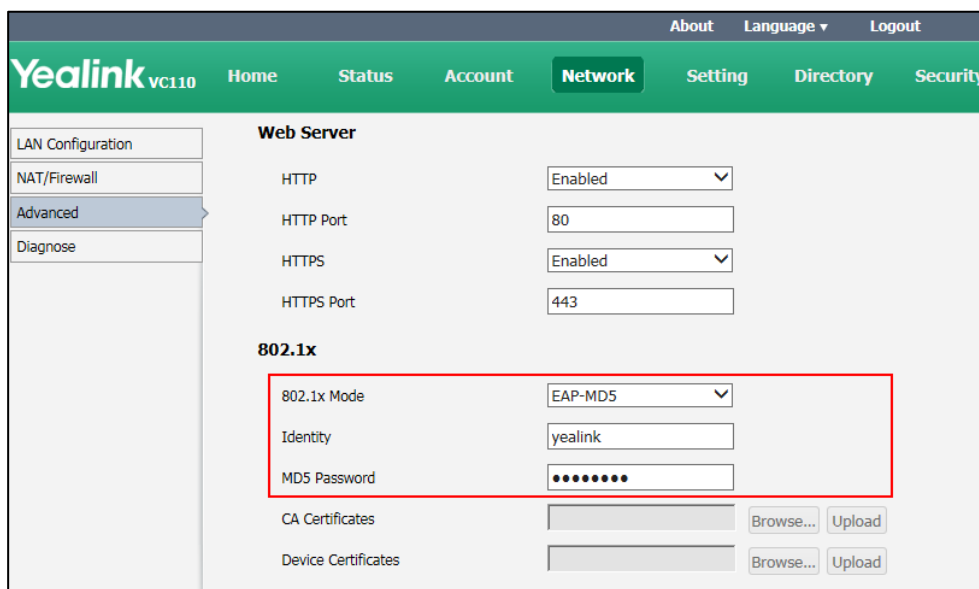 About Language ▾ Logout
Yealink VC110 Home Status Account Network Setting Directory Security
LAN Configuration
NAT/Firewall
Advanced
Diagnose
Web Server
HTTP Enabled
HTTP Port 80
HTTPS Enabled
HTTPS Port 443
802.1x
802.1x Mode EAP-MD5
Identity yealink
MD5 Password ●●●●●●●●
CA Certificates Browse... Upload
Device Certificates Browse... Upload